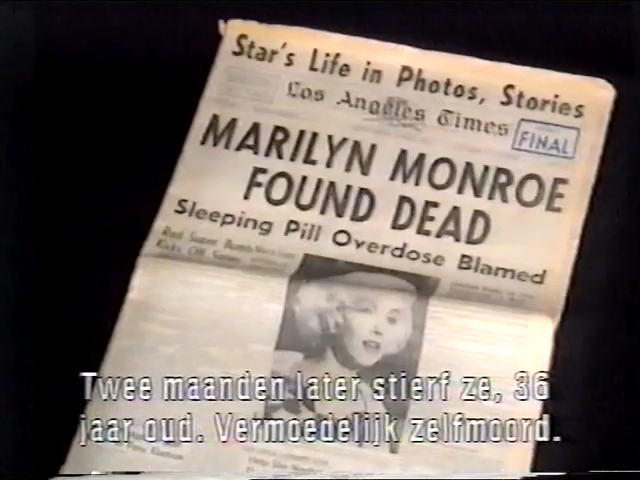 Star's Life in Photos, Stories
Los Angeles Times
FINAL
MARILYN MONROE
FOUND DEAD
Sleeping Pill Overdose Blamed
Twee maanden later stierf ze, 36
jaar oud. Vermoedelijk zelfmoord.